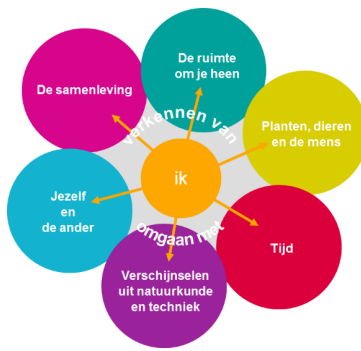 De ruimte
om je heen
De samenleving
verkennen van
Planten, dieren
en de mens
ik
Jezelf
en
de ander
omgaan met
Tijd
Verschijnselen
uit natuurkunde
en techniek